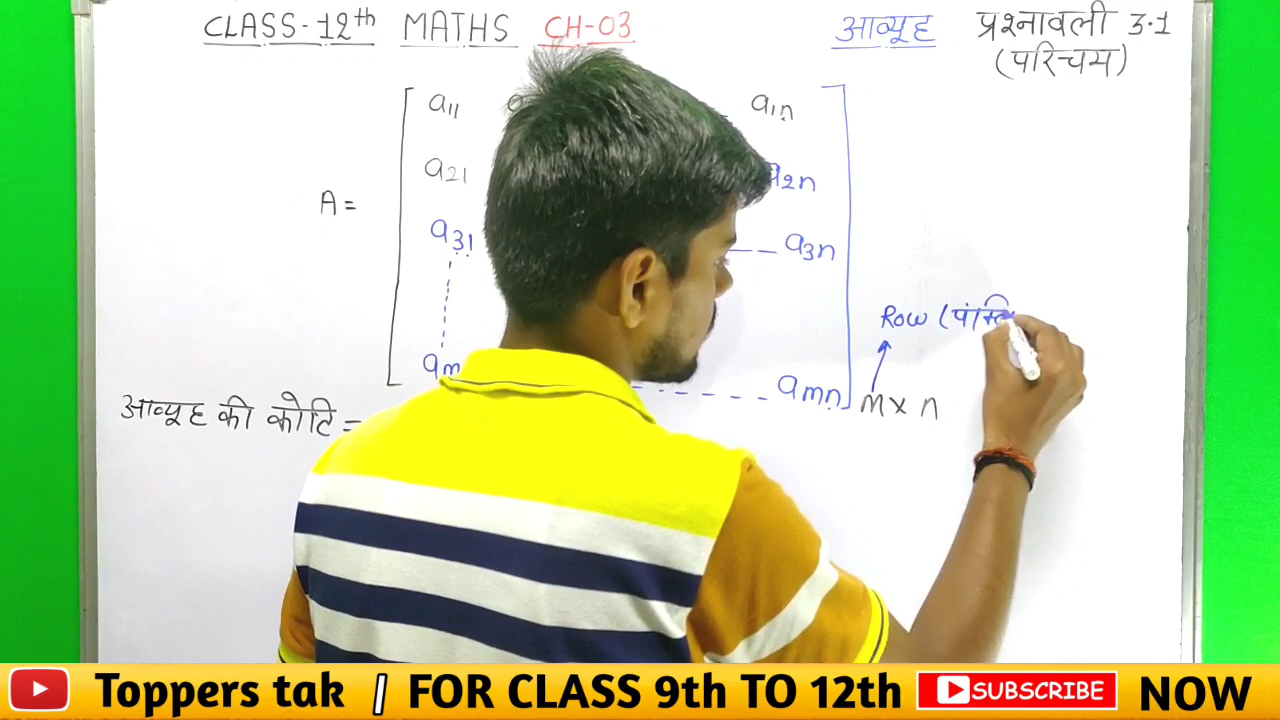 CLASS-12th MATHS CH-03 आव्यूह प्रश्नावली 3.1
(परिचय)
a11 a1n
a21 a2n
A =
a31 — — a3n
Row (पंक्ति
am - - - - - amn m x n
आव्यूह की कोटि =
Toppers tak | FOR CLASS 9th TO 12th SUBSCRIBE NOW